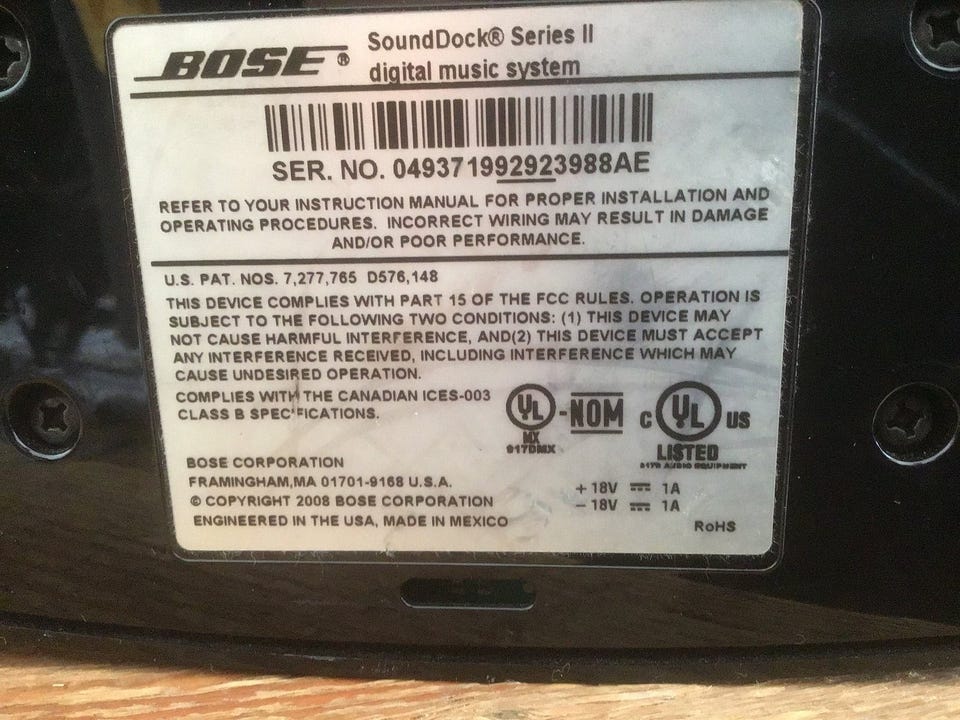 BOSE ® SoundDock® Series II
digital music system
SER. NO. 049371992923988AE
REFER TO YOUR INSTRUCTION MANUAL FOR PROPER INSTALLATION AND
OPERATING PROCEDURES. INCORRECT WIRING MAY RESULT IN DAMAGE
AND/OR POOR PERFORMANCE.
U.S. PAT. NOS. 7,277,765 D576,148
THIS DEVICE COMPLIES WITH PART 15 OF THE FCC RULES. OPERATION IS
SUBJECT TO THE FOLLOWING TWO CONDITIONS: (1) THIS DEVICE MAY
NOT CAUSE HARMFUL INTERFERENCE, AND(2) THIS DEVICE MUST ACCEPT
ANY INTERFERENCE RECEIVED, INCLUDING INTERFERENCE WHICH MAY
CAUSE UNDESIRED OPERATION.
COMPLIES WITH THE CANADIAN ICES-003
CLASS B SPECIFICATIONS.
UL -NOM C UL US
MX LISTED
917DMX 917D AUDIO EQUIPMENT
BOSE CORPORATION
FRAMINGHAM,MA 01701-9168 U.S.A.
© COPYRIGHT 2008 BOSE CORPORATION
ENGINEERED IN THE USA, MADE IN MEXICO
+ 18V 1A
− 18V 1A
RoHS